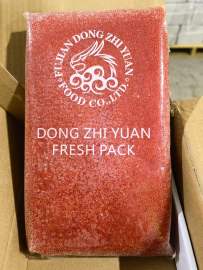 FUJIAN DONG ZHI YUAN
FOOD CO.,LTD.
DONG ZHI YUAN
FRESH PACK